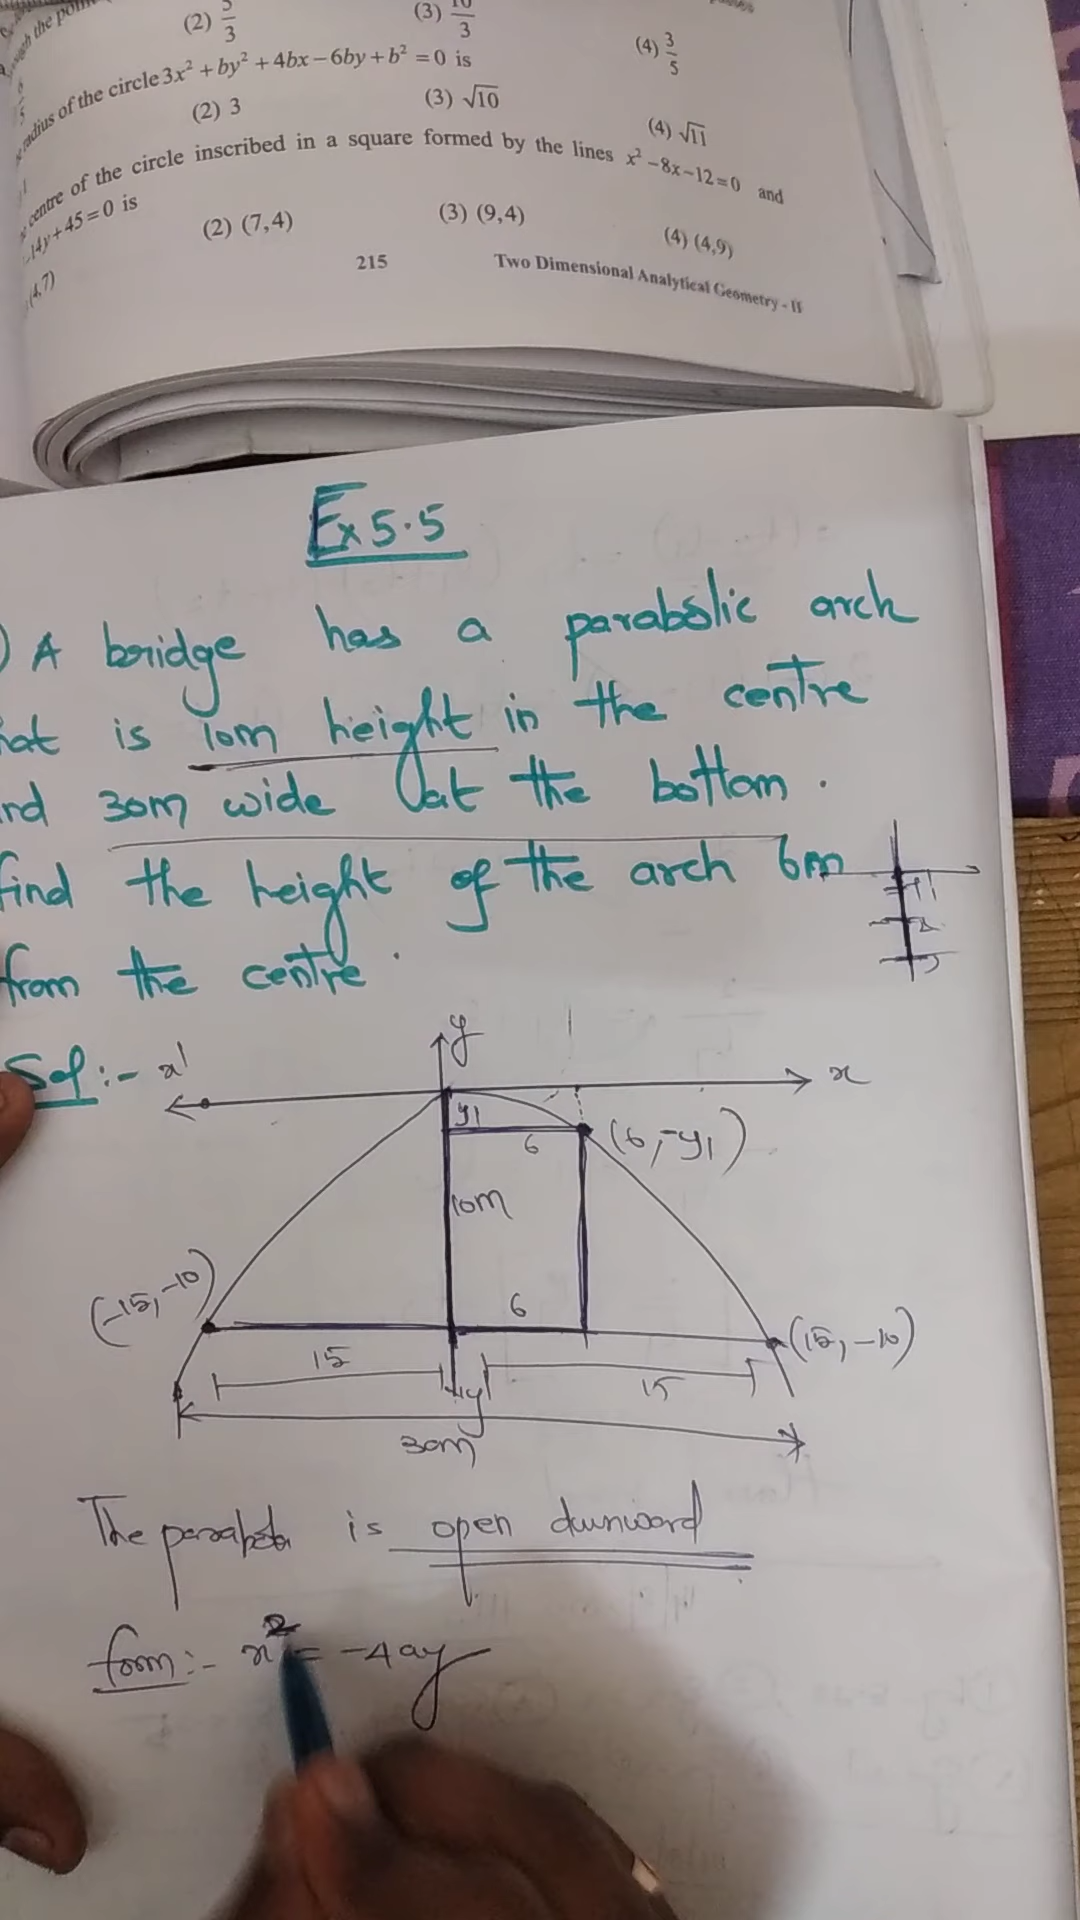 through the
(2) 5/3
(3) 10/3
(4) 3/5
radius of the circle 3x² + by² + 4bx − 6by + b² = 0 is
(2) 3
(3) √10
(4) √11
centre of the circle inscribed in a square formed by the lines x² − 8x − 12 = 0 and
14y + 45 = 0 is
(4,7)
(2) (7,4)
(3) (9,4)
(4) (4,9)
215
Two Dimensional Analytical Geometry - II
Ex 5.5
) A bridge has a parabolic arch
hat is 10m height in the centre
nd 30m wide at the bottom.
find the height of the arch 6m
from the centre.
Sol :- x'
y
x
y1
6
(6, -y1)
10m
(-15, -10)
6
(15, -10)
15
15
30m
The is open
form :- x² = -4ay